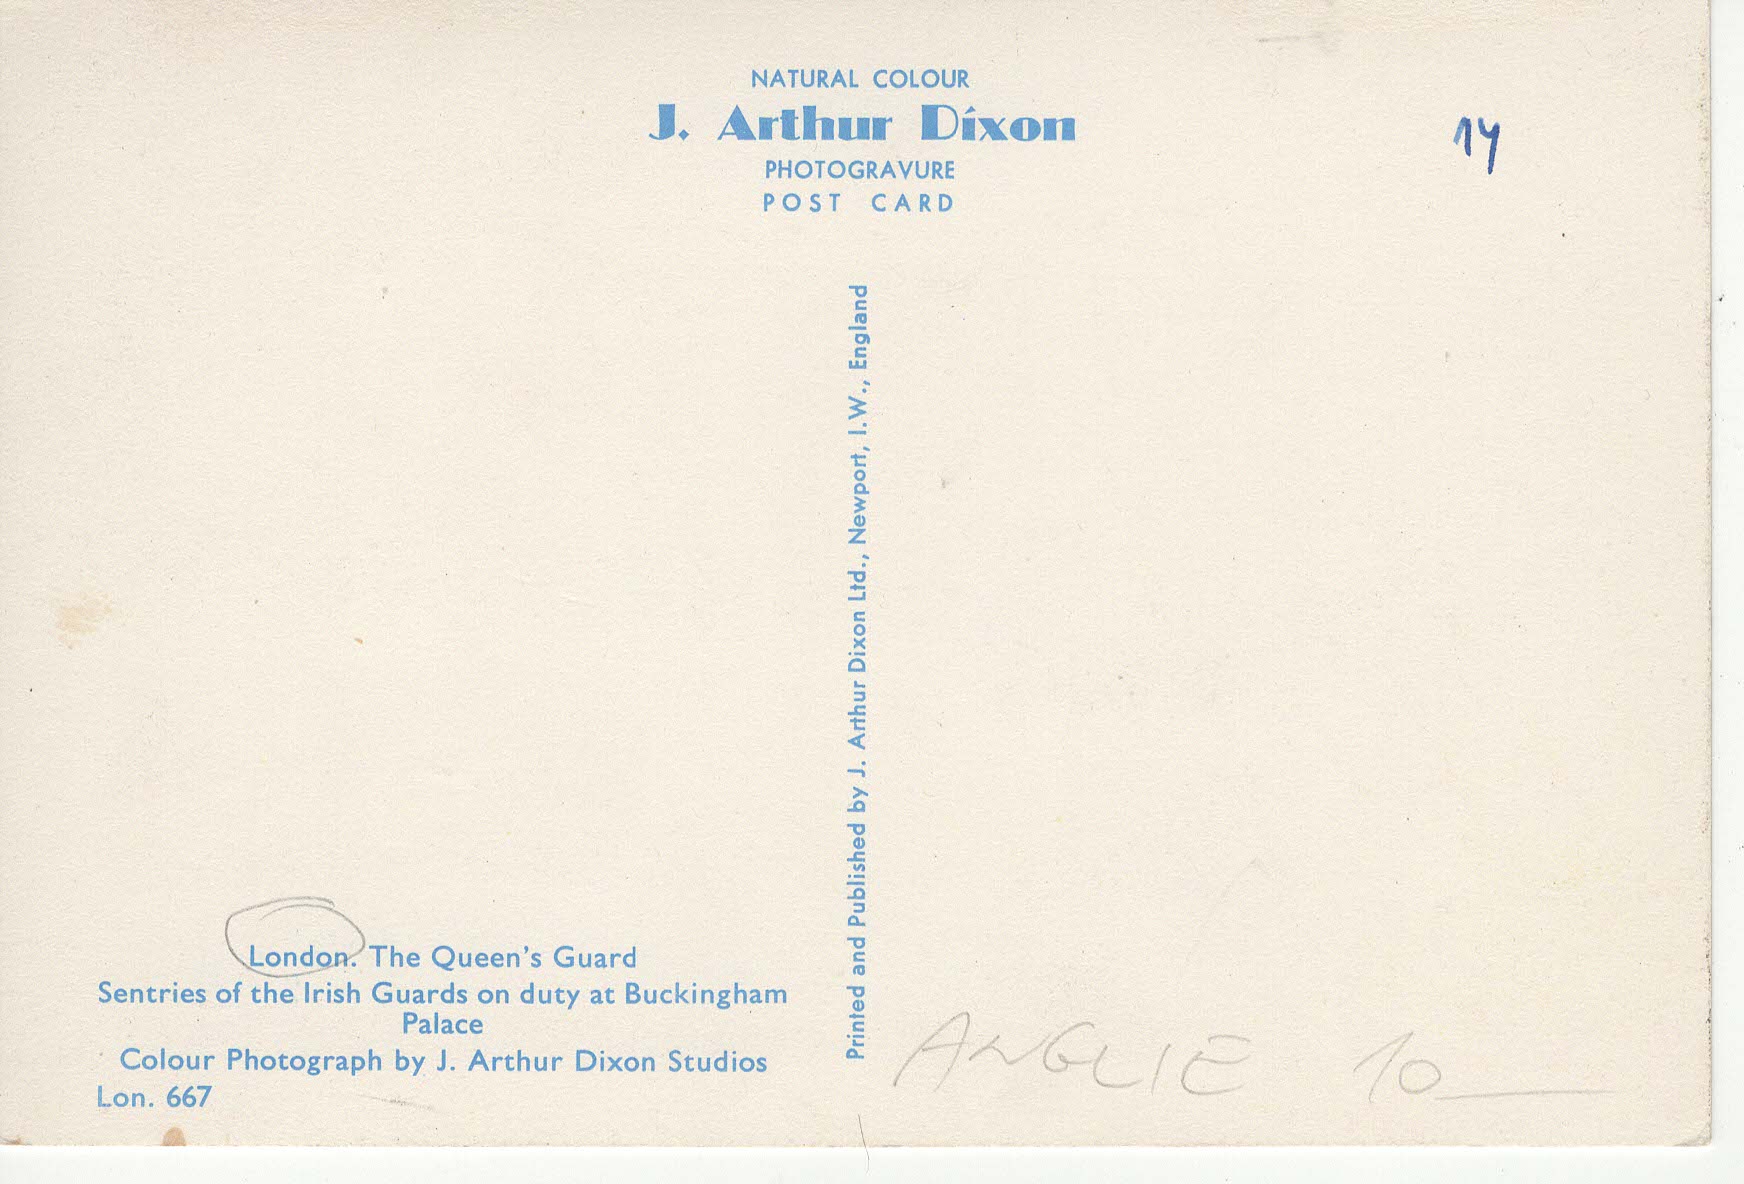 NATURAL COLOUR
J. Arthur Dixon
PHOTOGRAVURE
POST CARD
14
Printed and Published by J. Arthur Dixon Ltd., Newport, I.W., England
London. The Queen's Guard
Sentries of the Irish Guards on duty at Buckingham
Palace
Colour Photograph by J. Arthur Dixon Studios
Lon. 667
ANGLIE 10